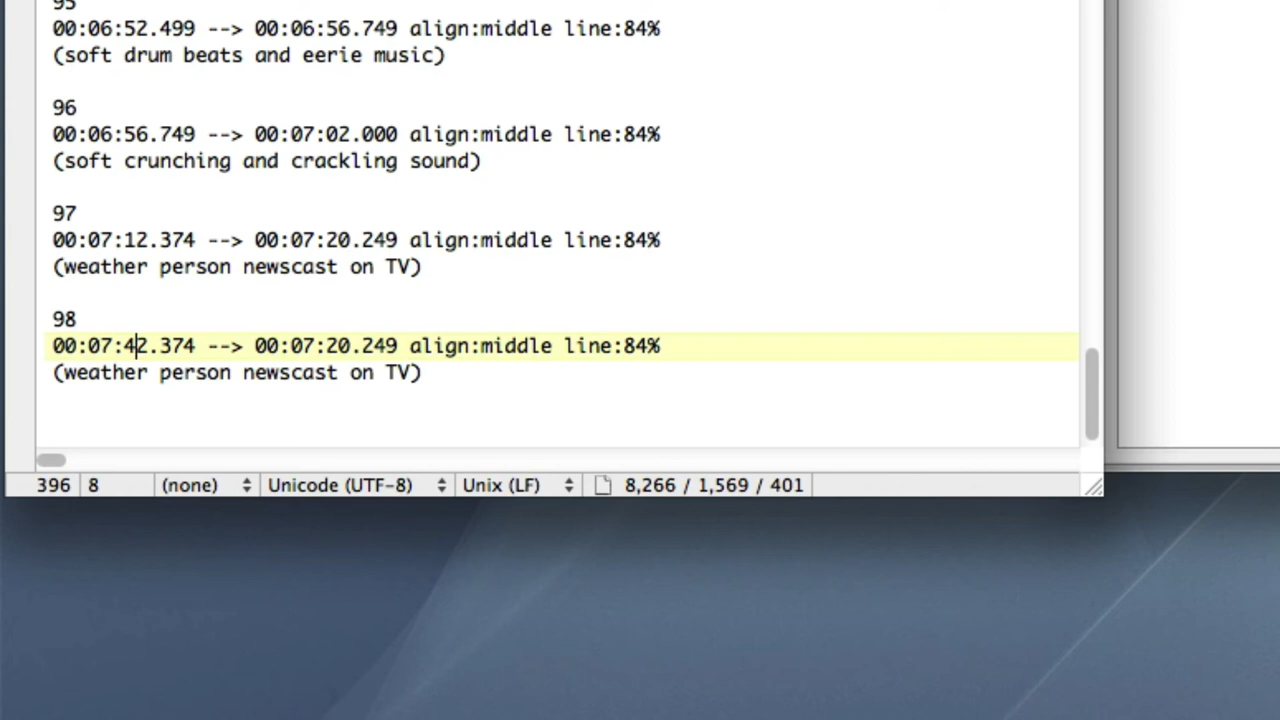 95
00:06:52.499 --> 00:06:56.749 align:middle line:84%
(soft drum beats and eerie music)
96
00:06:56.749 --> 00:07:02.000 align:middle line:84%
(soft crunching and crackling sound)
97
00:07:12.374 --> 00:07:20.249 align:middle line:84%
(weather person newscast on TV)
98
00:07:42.374 --> 00:07:20.249 align:middle line:84%
(weather person newscast on TV)
396 8 (none) Unicode (UTF-8) Unix (LF) 8,266 / 1,569 / 401